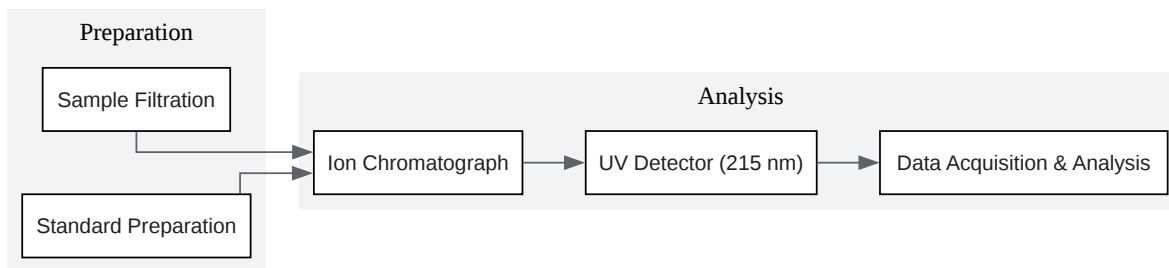 Preparation
Sample Filtration
Standard Preparation
Analysis
Ion Chromatograph
UV Detector (215 nm)
Data Acquisition & Analysis